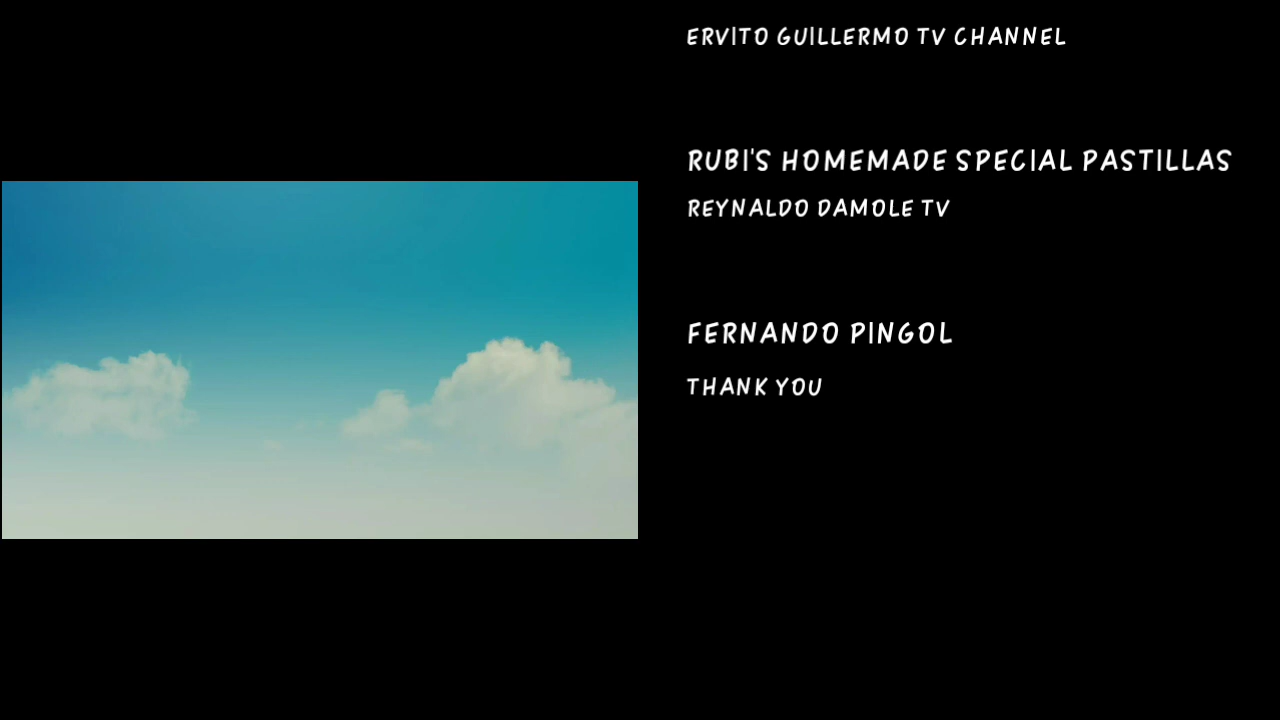 ERVITO GUILLERMO TV CHANNEL
RUBI'S HOMEMADE SPECIAL PASTILLAS
REYNALDO DAMOLE TV
FERNANDO PINGOL
THANK YOU